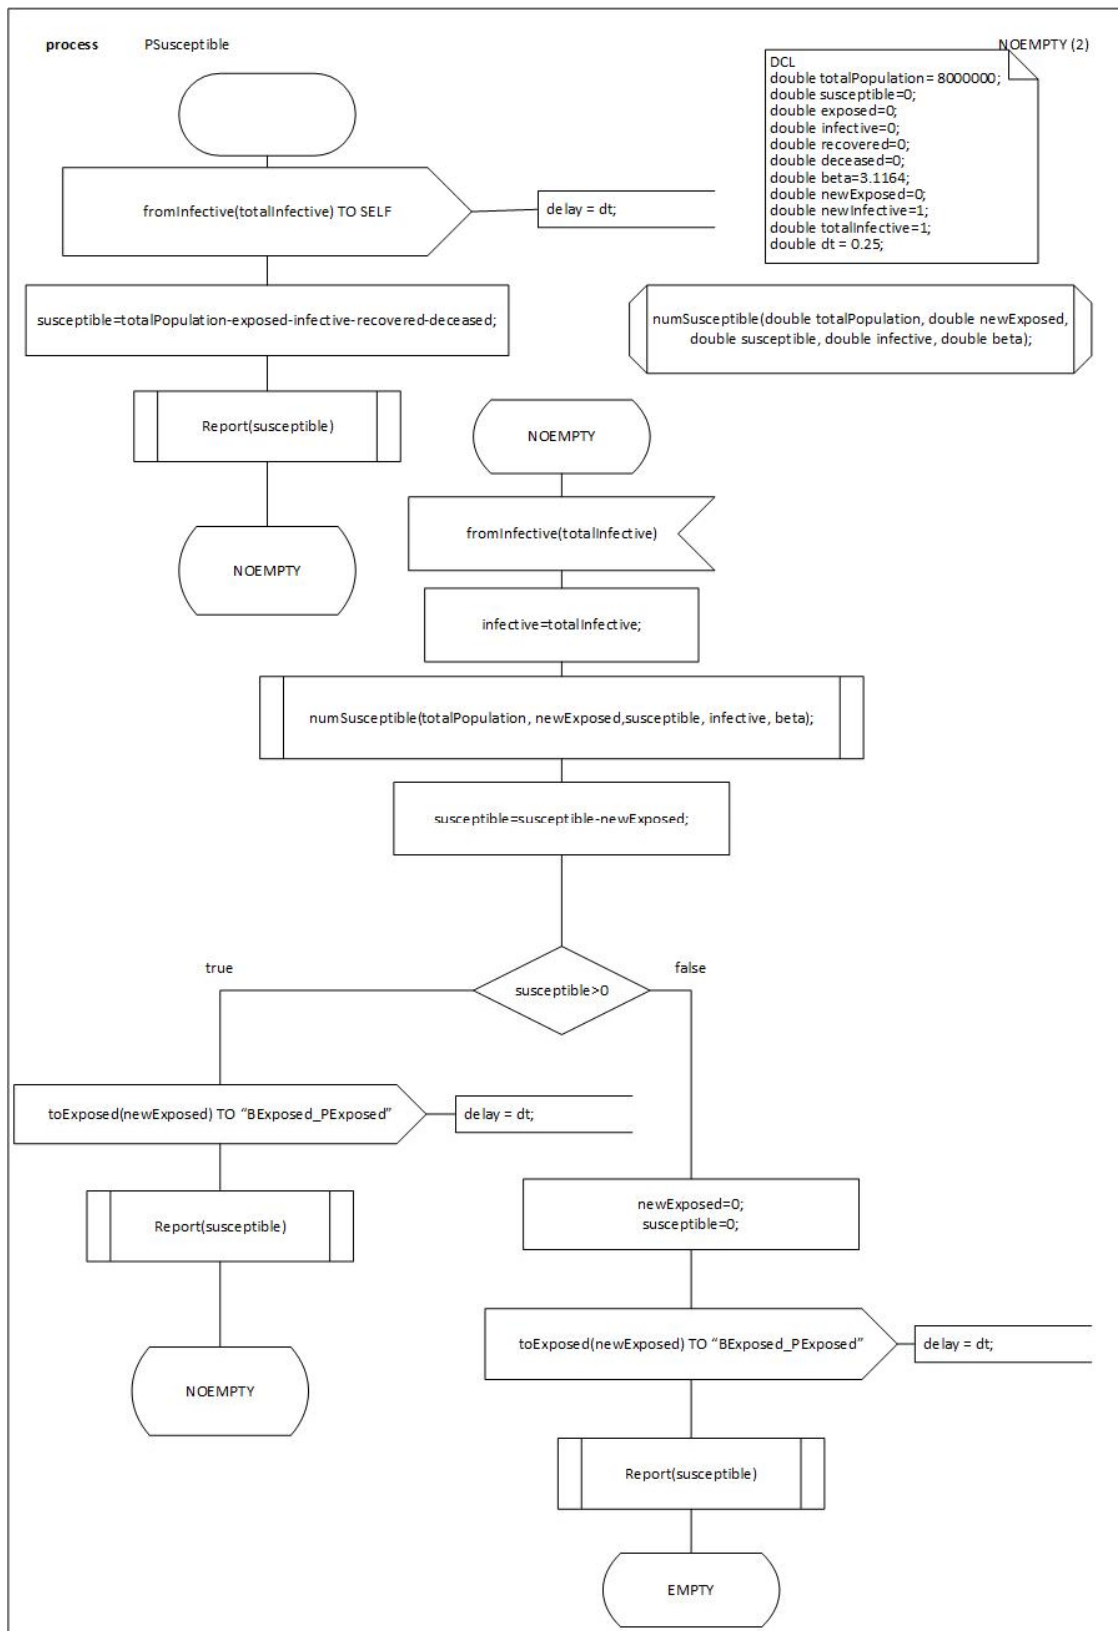 process PSusceptible
NOEMPTY (2)
DCL
double totalPopulation= 8000000;
double susceptible=0;
double exposed=0;
double infective=0;
double recovered=0;
double deceased=0;
double beta=3.1164;
double newExposed=0;
double newInfective=1;
double totalInfective=1;
double dt = 0.25;
fromInfective(totalInfective) TO SELF
delay = dt;
susceptible=totalPopulation-exposed-infective-recovered-deceased;
numSusceptible(double totalPopulation, double newExposed,
double susceptible, double infective, double beta);
Report(susceptible)
NOEMPTY
NOEMPTY
fromInfective(totalInfective)
infective=totalInfective;
numSusceptible(totalPopulation, newExposed,susceptible, infective, beta);
susceptible=susceptible-newExposed;
susceptible>0
true
false
toExposed(newExposed) TO “BExposed_PExposed”
delay = dt;
Report(susceptible)
NOEMPTY
newExposed=0;
susceptible=0;
toExposed(newExposed) TO “BExposed_PExposed”
delay = dt;
Report(susceptible)
EMPTY